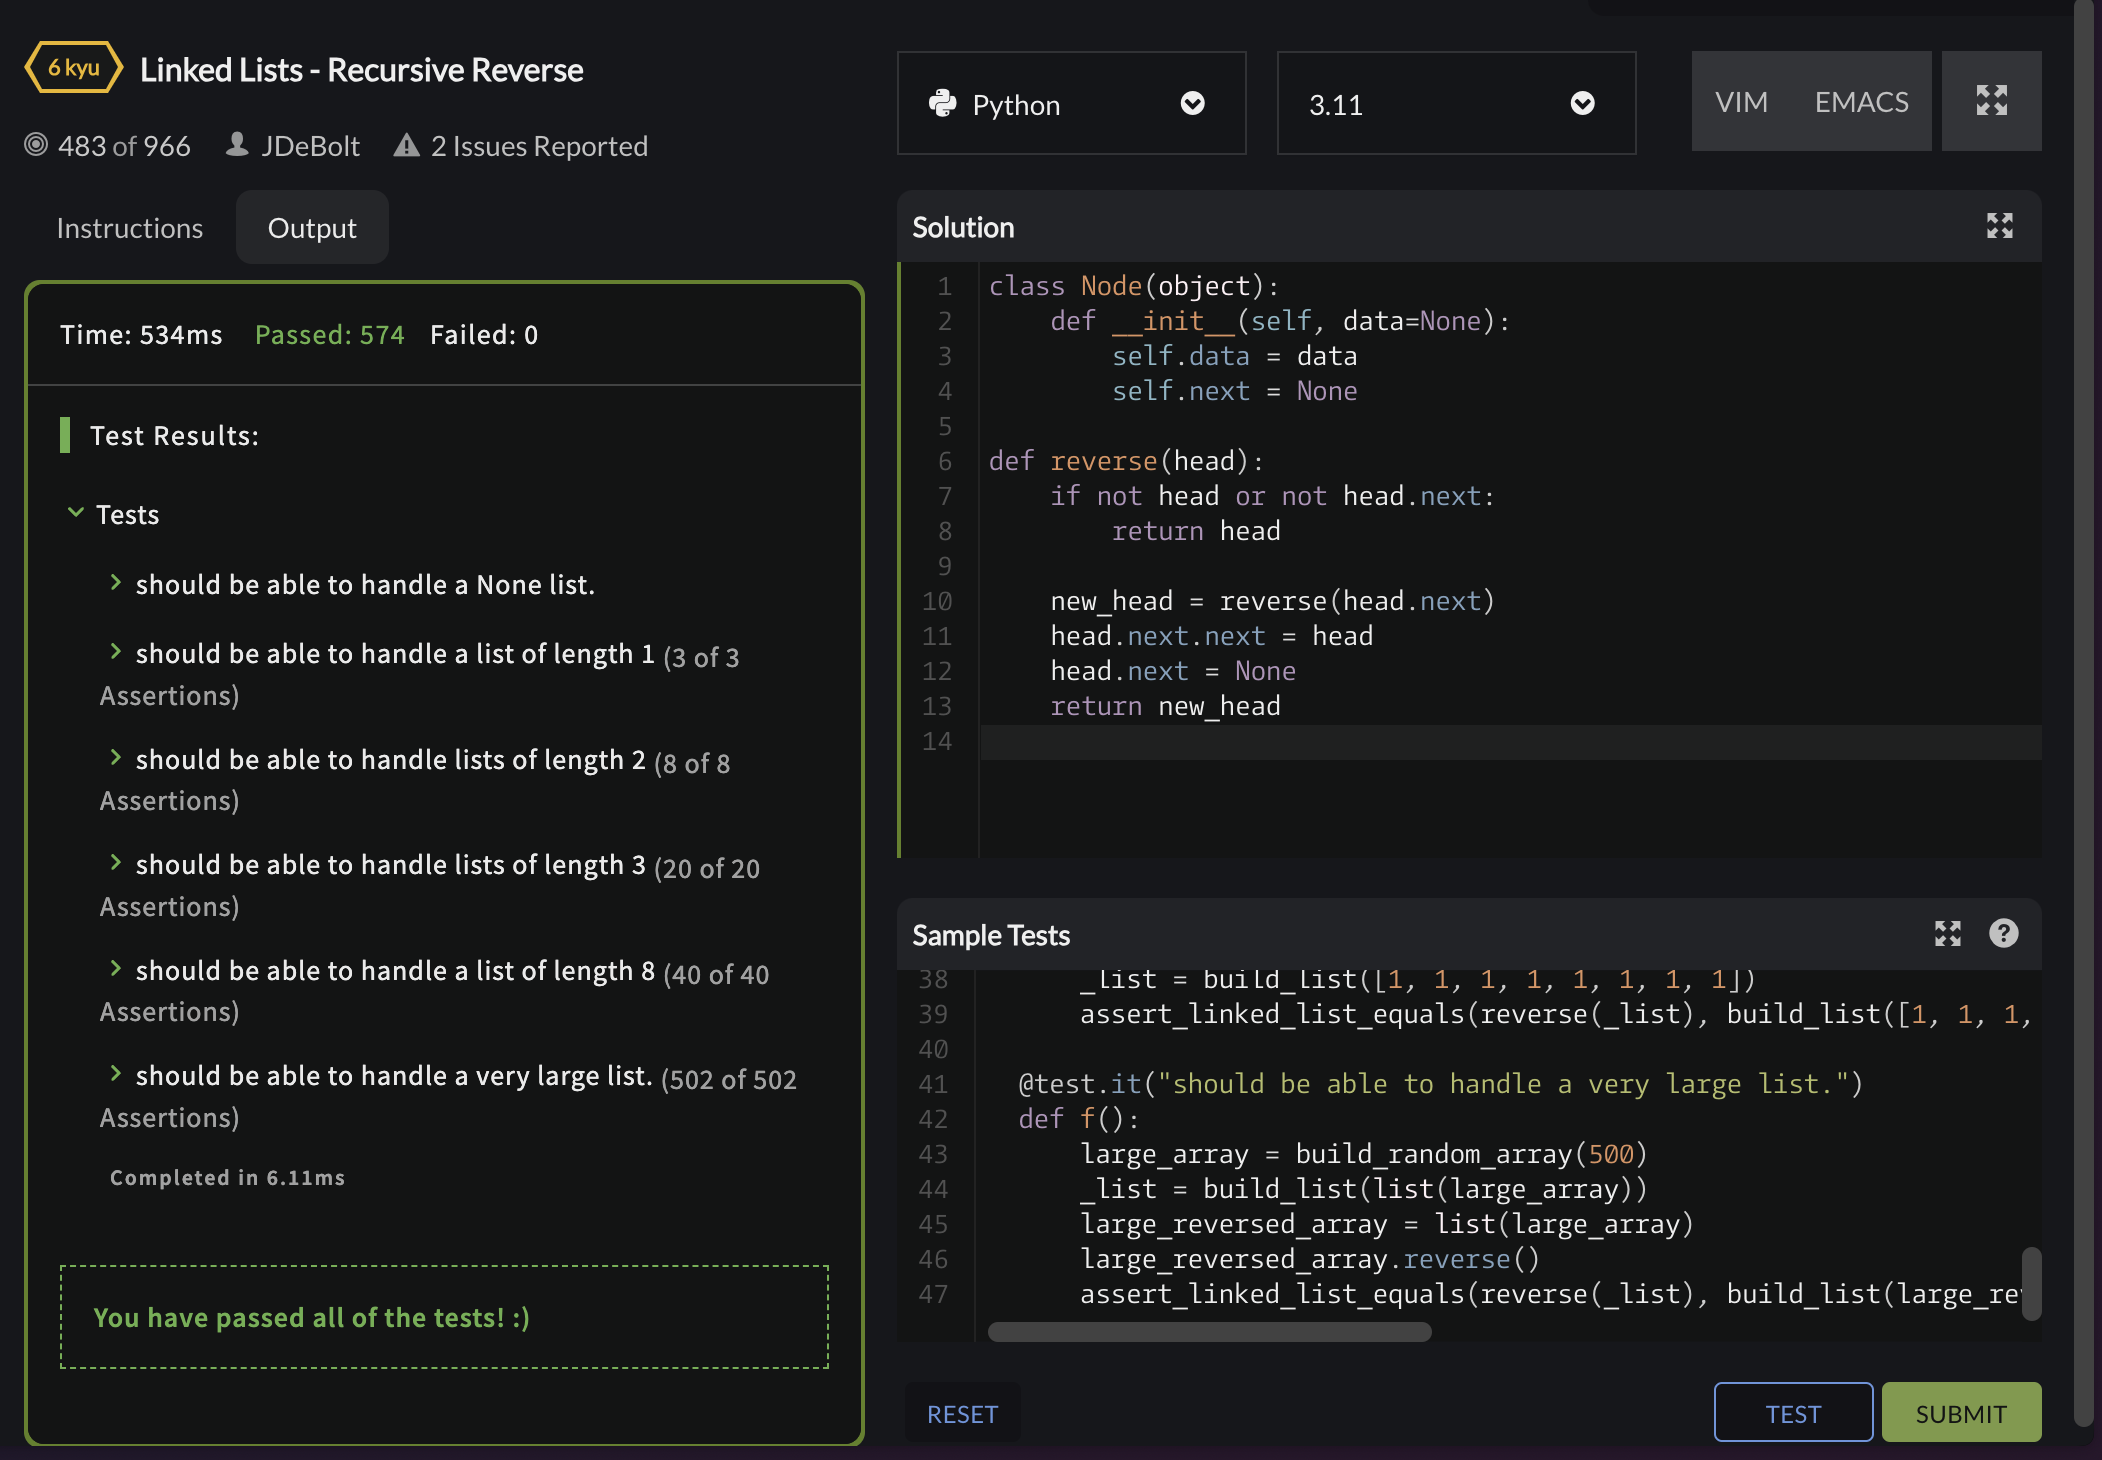 6 kyu
Linked Lists - Recursive Reverse
483 of 966 JDeBolt 2 Issues Reported
Instructions Output
Time: 534ms Passed: 574 Failed: 0
Test Results:
Tests
should be able to handle a None list.
should be able to handle a list of length 1 (3 of 3
Assertions)
should be able to handle lists of length 2 (8 of 8
Assertions)
should be able to handle lists of length 3 (20 of 20
Assertions)
should be able to handle a list of length 8 (40 of 40
Assertions)
should be able to handle a very large list. (502 of 502
Assertions)
Completed in 6.11ms
You have passed all of the tests! :)
Python 3.11 VIM EMACS
Solution
1 class Node(object):
2     def __init__(self, data=None):
3         self.data = data
4         self.next = None
5
6 def reverse(head):
7     if not head or not head.next:
8         return head
9
10     new_head = reverse(head.next)
11     head.next.next = head
12     head.next = None
13     return new_head
14
Sample Tests ?
38     _list = build_list([1, 1, 1, 1, 1, 1, 1, 1])
39     assert_linked_list_equals(reverse(_list), build_list([1, 1, 1,
40
41 @test.it("should be able to handle a very large list.")
42 def f():
43     large_array = build_random_array(500)
44     _list = build_list(list(large_array))
45     large_reversed_array = list(large_array)
46     large_reversed_array.reverse()
47     assert_linked_list_equals(reverse(_list), build_list(large_re
RESET TEST SUBMIT